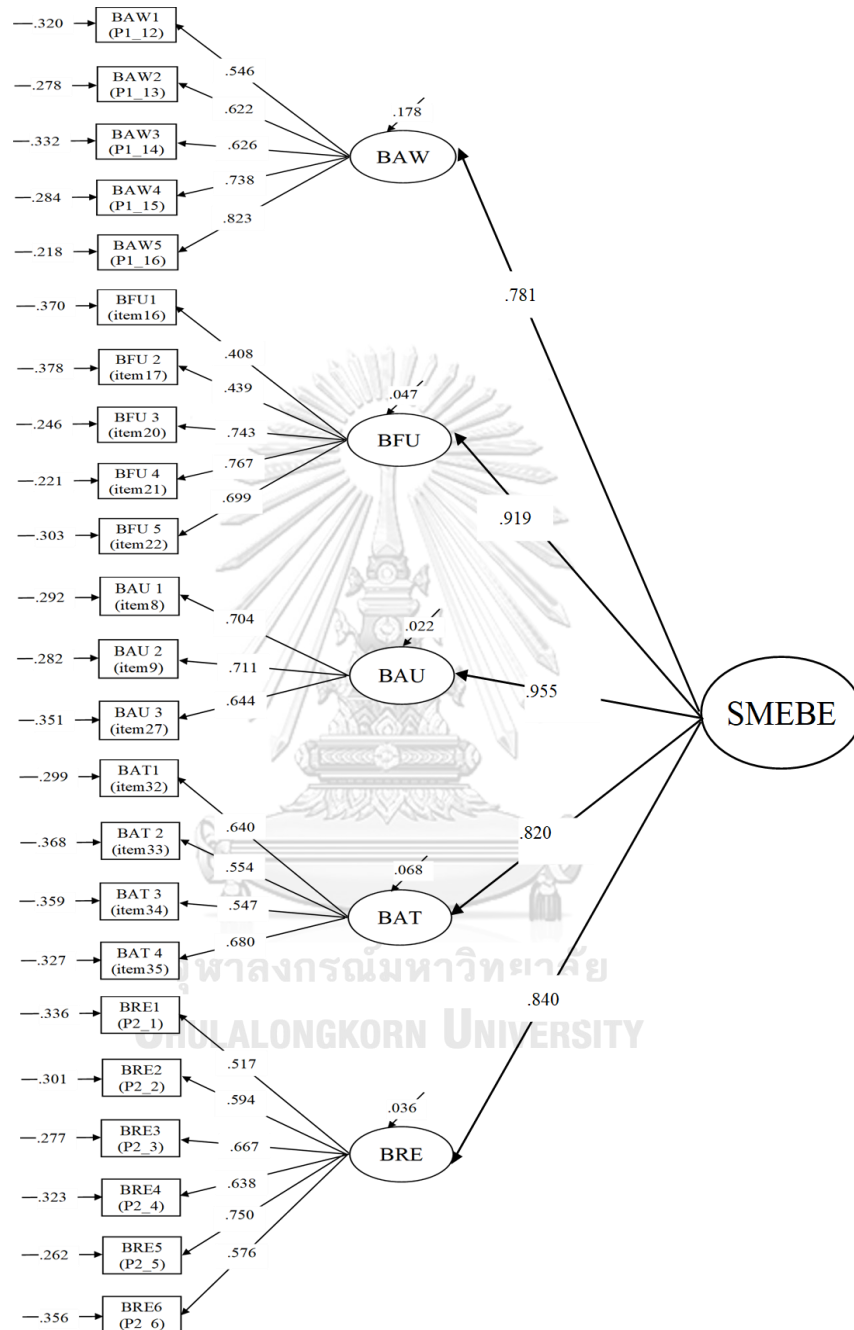 .320
BAW1
(P1_12)
.546
.278
BAW2
(P1_13)
.622
.332
BAW3
(P1_14)
.626
.284
BAW4
(P1_15)
.738
.218
BAW5
(P1_16)
.823
.178
BAW
.781
.370
BFU1
(item16)
.408
.378
BFU 2
(item17)
.439
.246
BFU 3
(item20)
.743
.221
BFU 4
(item21)
.767
.303
BFU 5
(item22)
.699
.047
BFU
.919
.292
BAU 1
(item8)
.704
.282
BAU 2
(item9)
.711
.351
BAU 3
(item27)
.644
.022
BAU
.955
SMEBE
.299
BAT1
(item32)
.640
.368
BAT 2
(item33)
.554
.359
BAT 3
(item34)
.547
.327
BAT 4
(item35)
.680
.068
BAT
.820
จุฬาลงกรณ์มหาวิทยาลัย
CHULALONGKORN UNIVERSITY
.336
BRE1
(P2_1)
.517
.301
BRE2
(P2_2)
.594
.277
BRE3
(P2_3)
.667
.323
BRE4
(P2_4)
.638
.262
BRE5
(P2_5)
.750
.356
BRE6
(P2_6)
.576
.036
BRE
.840